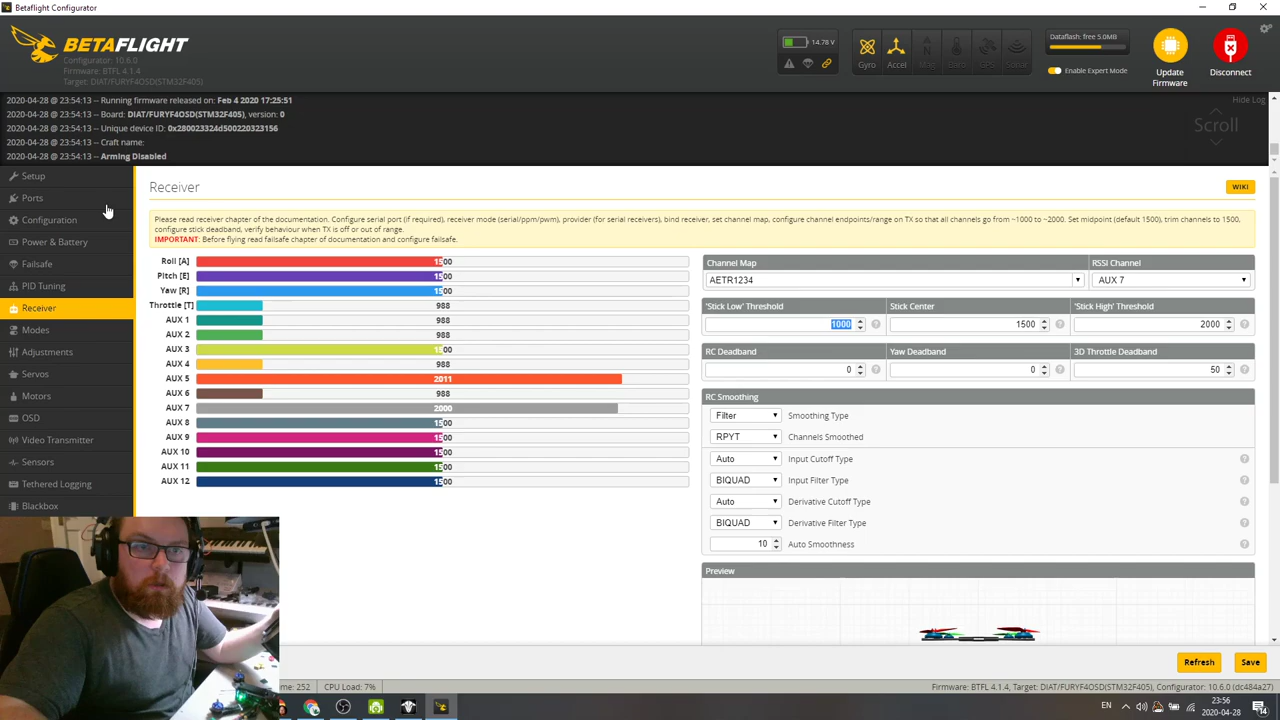 Betaflight Configurator
BETAFLIGHT
Configurator: 10.6.0
Firmware: BTFL 4.1.4
Target: DIAT/FURYF4OSD(STM32F405)
14.78 V
Gyro
Accel
Mag
Baro
GPS
Sonar
Dataflash: free 5.0MB
Enable Expert Mode
Update Firmware
Disconnect
2020-04-28 @ 23:54:13 -- Running firmware released on: Feb 4 2020 17:25:51
2020-04-28 @ 23:54:13 -- Board: DIAT/FURYF4OSD(STM32F405), version: 0
2020-04-28 @ 23:54:13 -- Unique device ID: 0x280023324d500220323156
2020-04-28 @ 23:54:13 -- Craft name:
2020-04-28 @ 23:54:13 -- Arming Disabled
Hide Log
Scroll
Setup
Ports
Configuration
Power & Battery
Failsafe
PID Tuning
Receiver
Modes
Adjustments
Servos
Motors
OSD
Video Transmitter
Sensors
Tethered Logging
Blackbox
Receiver
WIKI
Please read receiver chapter of the documentation. Configure serial port (if required), receiver mode (serial/ppm/pwm), provider (for serial receivers), bind receiver, set channel map, configure channel endpoints/range on TX so that all channels go from ~1000 to ~2000. Set midpoint (default 1500), trim channels to 1500,
configure stick deadband, verify behaviour when TX is off or out of range.
IMPORTANT: Before flying read failsafe chapter of documentation and configure failsafe.
Roll [A] 1500
Pitch [E] 1500
Yaw [R] 1500
Throttle [T] 988
AUX 1 988
AUX 2 988
AUX 3 1500
AUX 4 988
AUX 5 2011
AUX 6 988
AUX 7 2000
AUX 8 1500
AUX 9 1500
AUX 10 1500
AUX 11 1500
AUX 12 1500
Channel Map
RSSI Channel
AETR1234
AUX 7
'Stick Low' Threshold
Stick Center
'Stick High' Threshold
1000
1500
2000
RC Deadband
Yaw Deadband
3D Throttle Deadband
0
0
50
RC Smoothing
Filter Smoothing Type
RPYT Channels Smoothed
Auto Input Cutoff Type
BIQUAD Input Filter Type
Auto Derivative Cutoff Type
BIQUAD Derivative Filter Type
10 Auto Smoothness
Preview
Refresh
Save
me: 252
CPU Load: 7%
Firmware: BTFL 4.1.4, Target: DIAT/FURYF4OSD(STM32F405), Configurator: 10.6.0 (dc484a27)
EN
23:56
2020-04-28
14